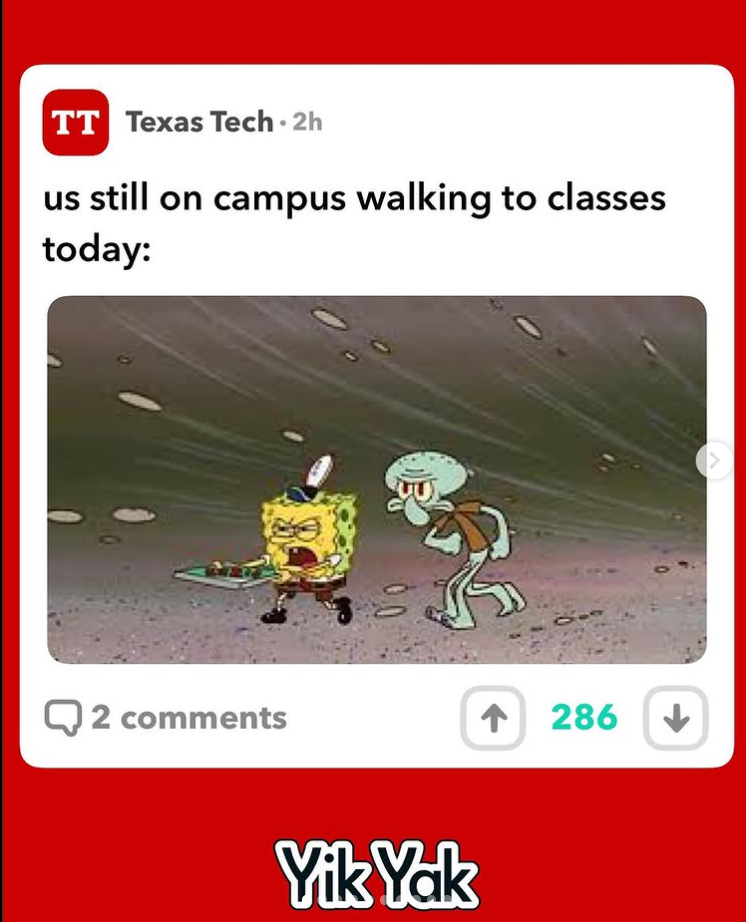 TT Texas Tech · 2h
us still on campus walking to classes
today:
2 comments
286
Yik Yak